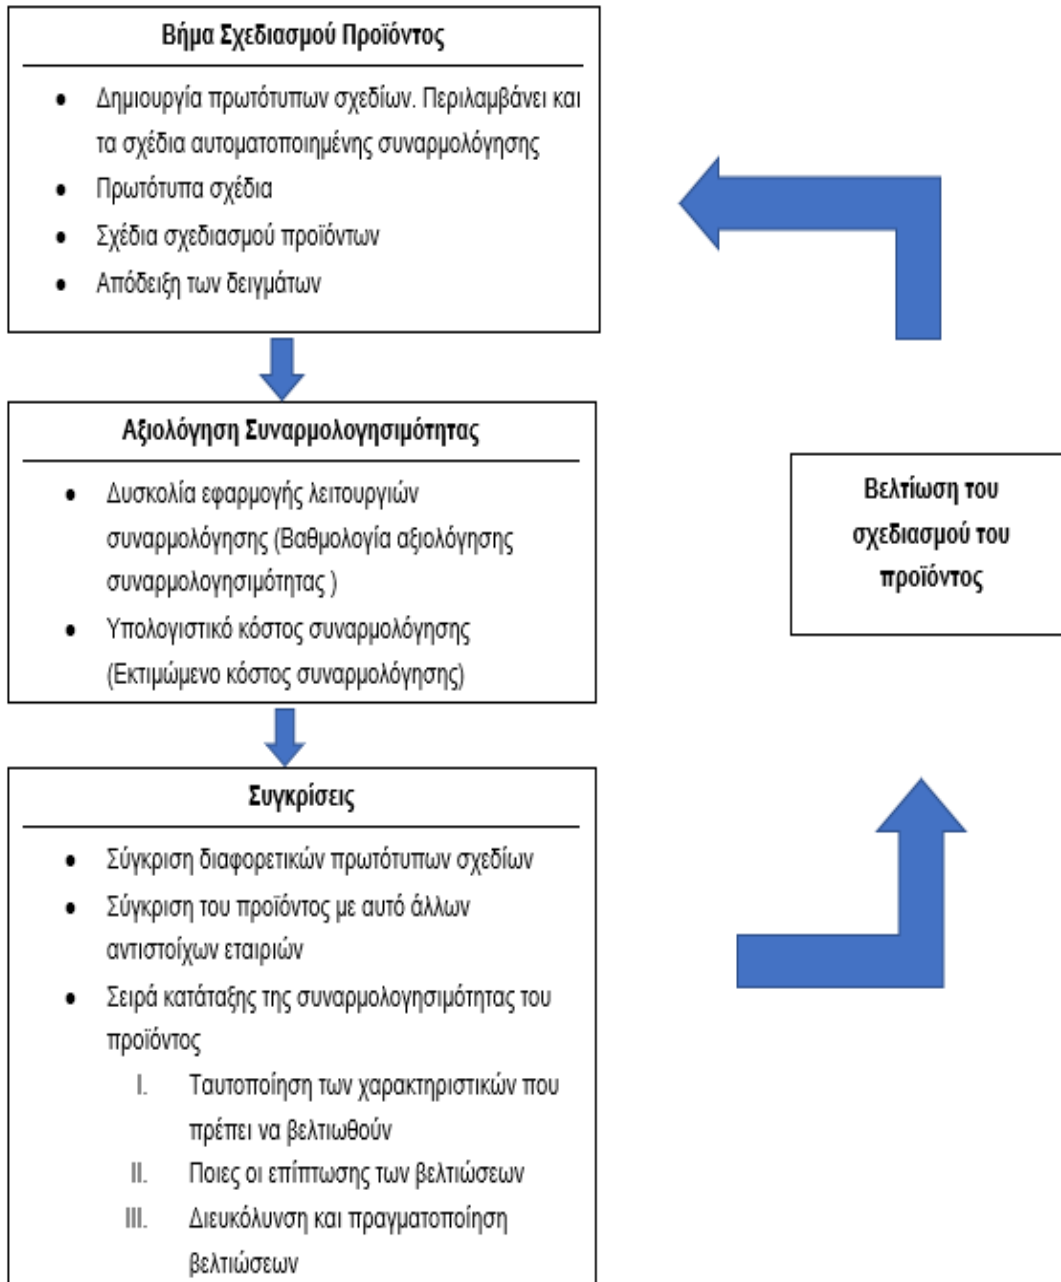 Βήμα Σχεδιασμού Προϊόντος
• Δημιουργία πρωτότυπων σχεδίων. Περιλαμβάνει και
τα σχέδια αυτοματοποιημένης συναρμολόγησης
• Πρωτότυπα σχέδια
• Σχέδια σχεδιασμού προϊόντων
• Απόδειξη των δειγμάτων
Αξιολόγηση Συναρμολογησιμότητας
• Δυσκολία εφαρμογής λειτουργιών
συναρμολόγησης (Βαθμολογία αξιολόγησης
συναρμολογησιμότητας )
• Υπολογιστικό κόστος συναρμολόγησης
(Εκτιμώμενο κόστος συναρμολόγησης)
Συγκρίσεις
• Σύγκριση διαφορετικών πρωτότυπων σχεδίων
• Σύγκριση του προϊόντος με αυτό άλλων
αντιστοίχων εταιριών
• Σειρά κατάταξης της συναρμολογησιμότητας του
προϊόντος
I. Ταυτοποίηση των χαρακτηριστικών που
πρέπει να βελτιωθούν
II. Ποιες οι επίπτωσης των βελτιώσεων
III. Διευκόλυνση και πραγματοποίηση
βελτιώσεων
Βελτίωση του
σχεδιασμού του
προϊόντος